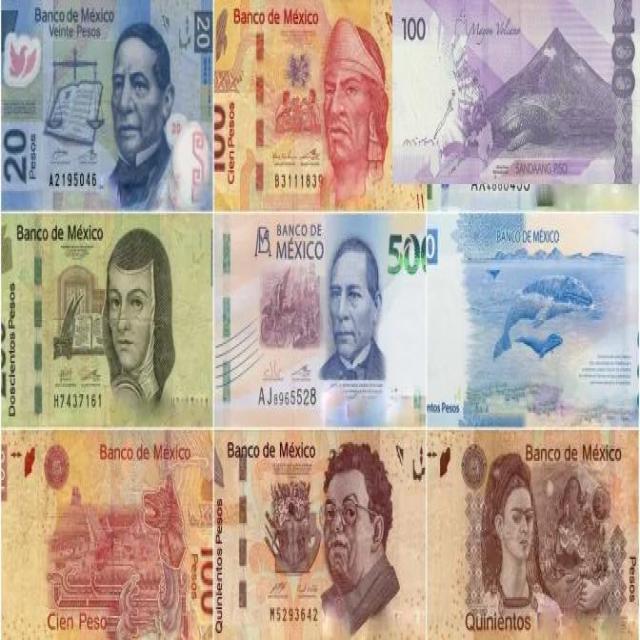 Banco de México
Veinte Pesos
20
20
Pesos
A2195046
Banco de México
100
Cien Pesos
B3111839
100
Mayon Volcano
SANDAANG PISO
Banco de México
Doscientos Pesos
H7437161
BANCO DE
MÉXICO
500
AJ8965528
BANCO DE MÉXICO
ntos Pesos
Banco de México
Cien Peso
100
Pesos
Banco de México
Quinientos Pesos
M5293642
Banco de México
Quinientos
Pesos